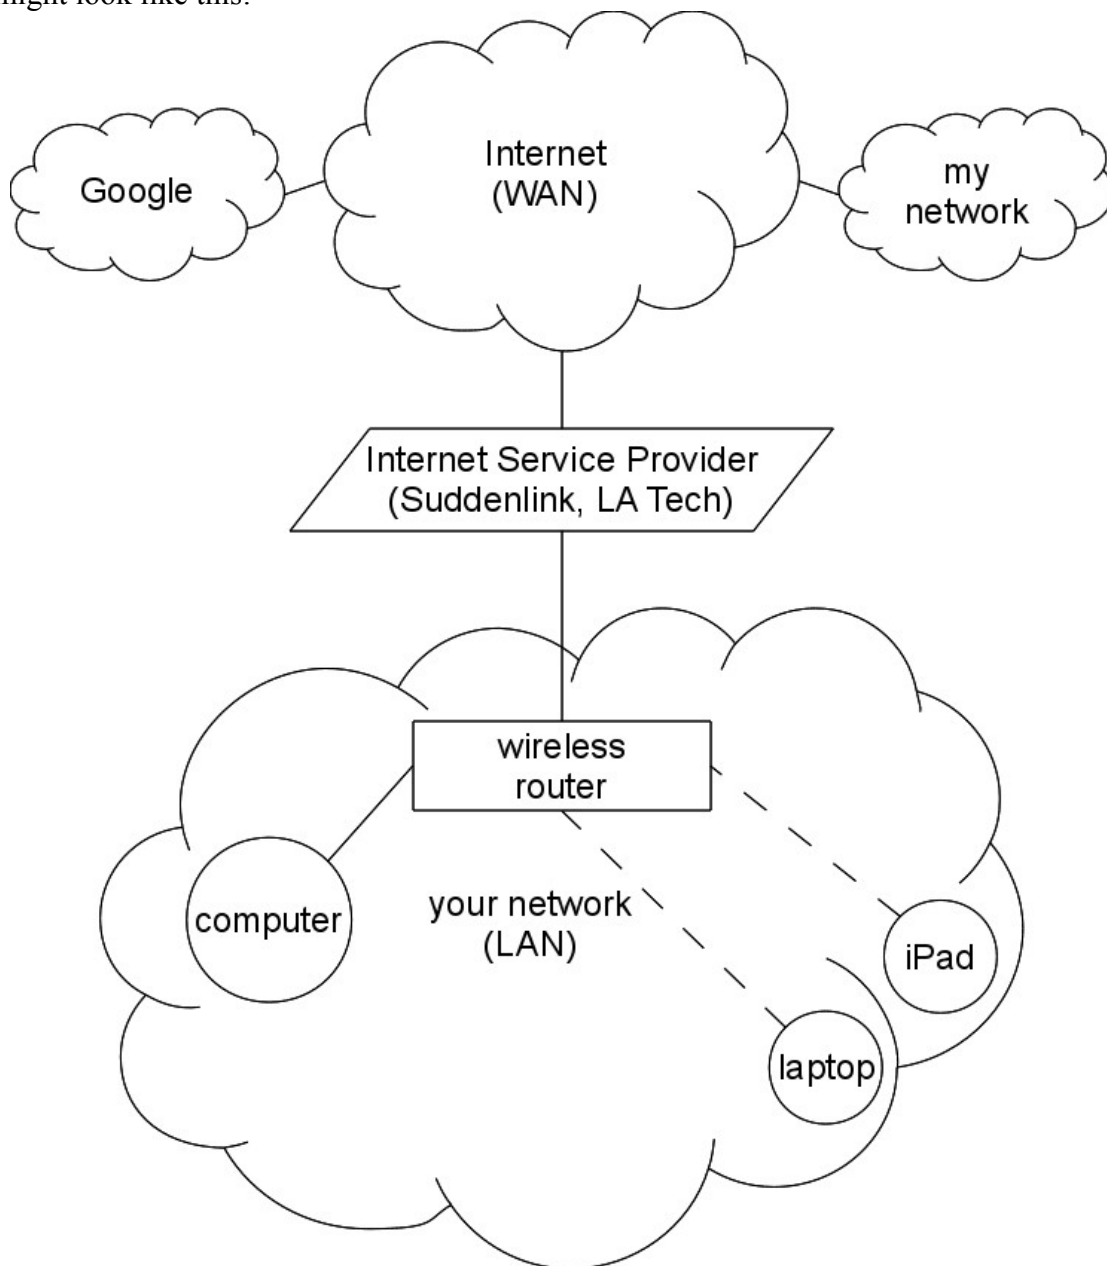 might look like this:
Internet
(WAN)
Google
my
network
Internet Service Provider
(Suddenlink, LA Tech)
wireless
router
computer
your network
(LAN)
iPad
laptop